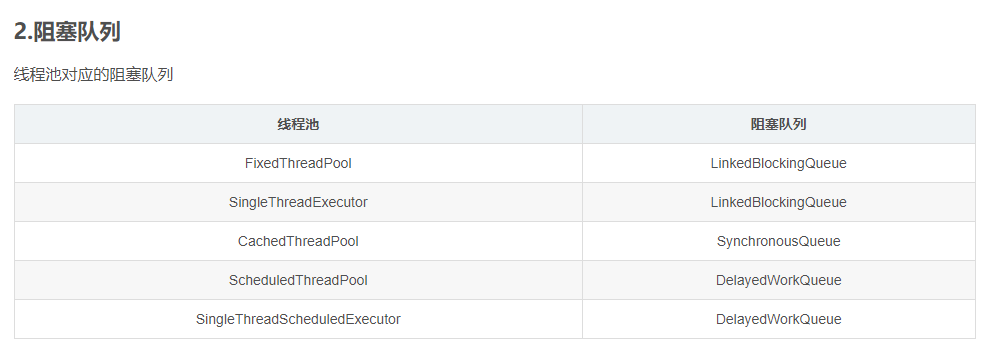 2.阻塞队列
线程池对应的阻塞队列
线程池 阻塞队列
FixedThreadPool LinkedBlockingQueue
SingleThreadExecutor LinkedBlockingQueue
CachedThreadPool SynchronousQueue
ScheduledThreadPool DelayedWorkQueue
SingleThreadScheduledExecutor DelayedWorkQueue